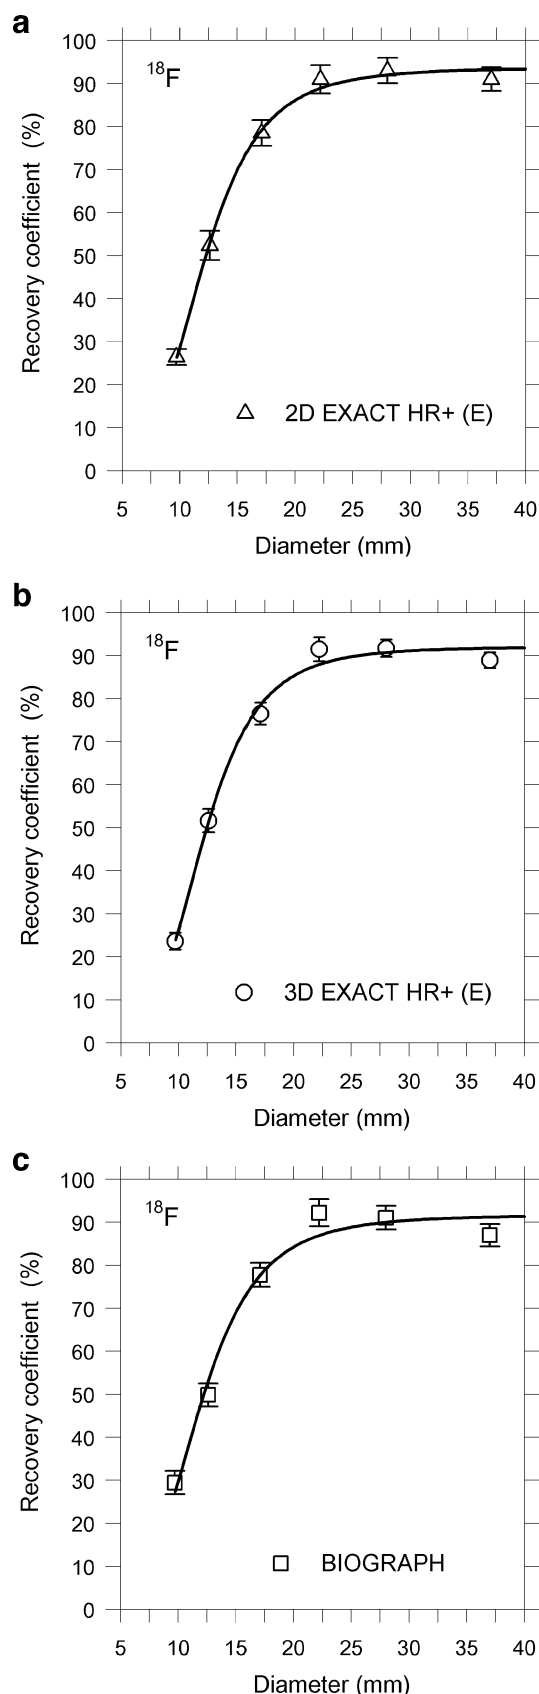 a
100
90
80
70
60
50
40
30
20
10
0
Recovery coefficient (%)
18F
2D EXACT HR+ (E)
5 10 15 20 25 30 35 40
Diameter (mm)
b
100
90
80
70
60
50
40
30
20
10
0
Recovery coefficient (%)
18F
3D EXACT HR+ (E)
5 10 15 20 25 30 35 40
Diameter (mm)
c
100
90
80
70
60
50
40
30
20
10
0
Recovery coefficient (%)
18F
BIOGRAPH
5 10 15 20 25 30 35 40
Diameter (mm)